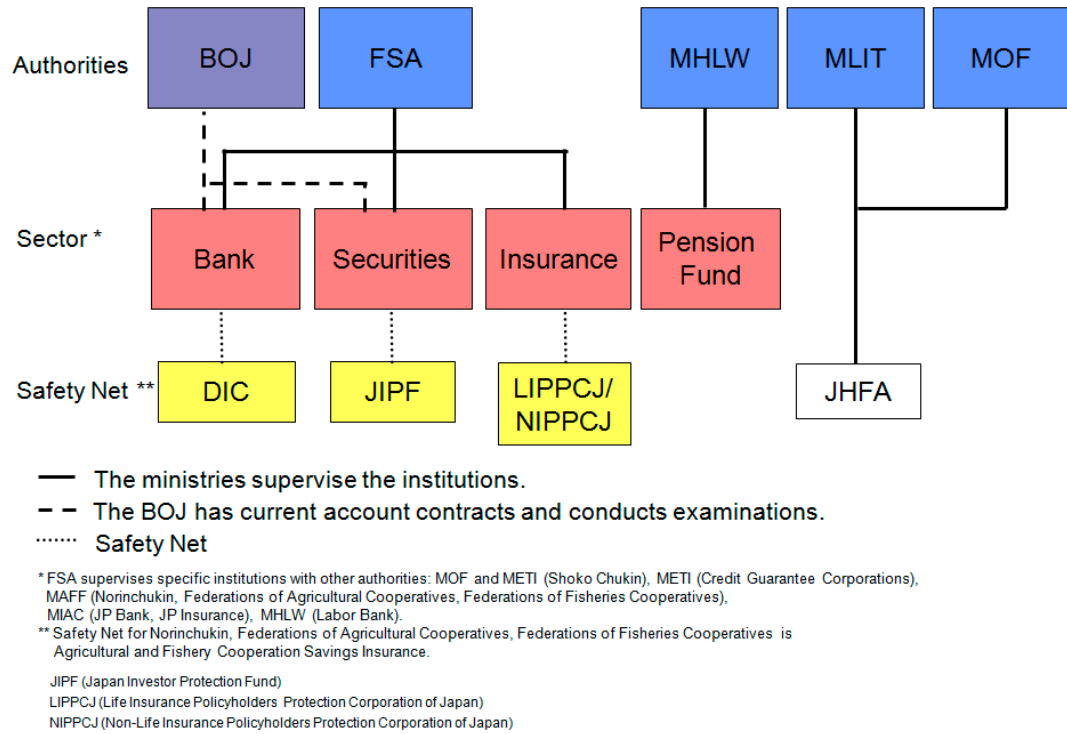 Authorities
BOJ
FSA
MHLW
MLIT
MOF
Sector *
Bank
Securities
Insurance
Pension
Fund
Safety Net **
DIC
JIPF
LIPPCJ/
NIPPCJ
JHFA
The ministries supervise the institutions.
The BOJ has current account contracts and conducts examinations.
Safety Net
* FSA supervises specific institutions with other authorities: MOF and METI (Shoko Chukin), METI (Credit Guarantee Corporations),
MAFF (Norinchukin, Federations of Agricultural Cooperatives, Federations of Fisheries Cooperatives),
MIAC (JP Bank, JP Insurance), MHLW (Labor Bank).
** Safety Net for Norinchukin, Federations of Agricultural Cooperatives, Federations of Fisheries Cooperatives is
Agricultural and Fishery Cooperation Savings Insurance.
JIPF (Japan Investor Protection Fund)
LIPPCJ (Life Insurance Policyholders Protection Corporation of Japan)
NIPPCJ (Non-Life Insurance Policyholders Protection Corporation of Japan)